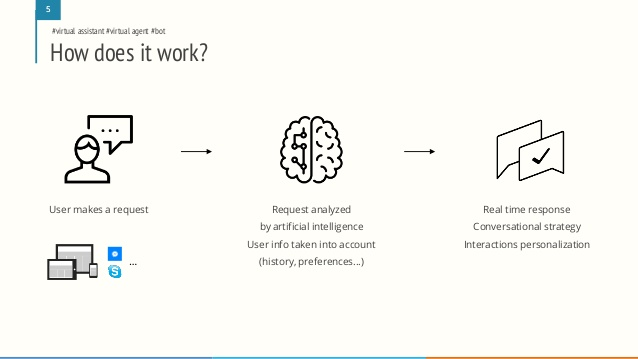 5
#virtual assistant #virtual agent #bot
How does it work?
User makes a request
...
Request analyzed
by artificial intelligence
User info taken into account
(history, preferences...)
Real time response
Conversational strategy
Interactions personalization